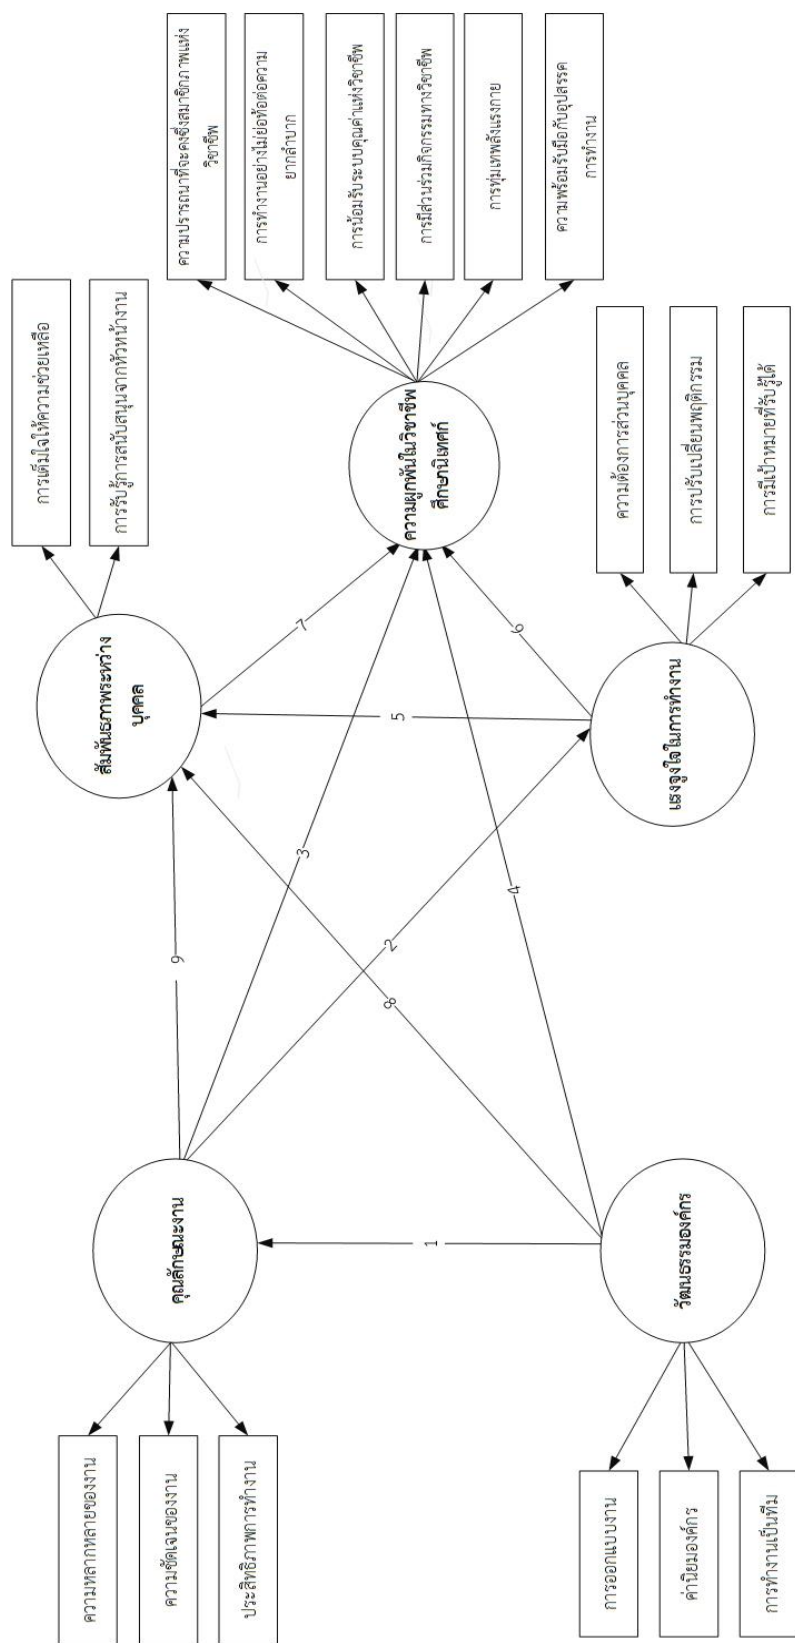 ความหลากหลายของงาน
ความชัดเจนของงาน
ประสิทธิภาพการทำงาน
คุณลักษณะงาน
การออกแบบงาน
ค่านิยมองค์กร
การทำงานเป็นทีม
วัฒนธรรมองค์กร
1
9
3
2
8
4
สัมพันธภาพระหว่าง
บุคคล
การเต็มใจให้ความช่วยเหลือ
การรับรู้การสนับสนุนจากหัวหน้างาน
5
7
6
แรงจูงใจในการทำงาน
ความต้องการส่วนบุคคล
การปรับเปลี่ยนพฤติกรรม
การมีเป้าหมายที่รับรู้ได้
ความผูกพันในวิชาชีพ
ศึกษานิเทศก์
ความปรารถนาที่จะคงซึ่งสมาชิกภาพแห่ง
วิชาชีพ
การทำงานอย่างไม่ย่อท้อต่อความ
ยากลำบาก
การน้อมรับระบบคุณค่าแห่งวิชาชีพ
การมีส่วนร่วมกิจกรรมทางวิชาชีพ
การทุ่มเทพลังแรงกาย
ความพร้อมรับมือกับอุปสรรค
การทำงาน